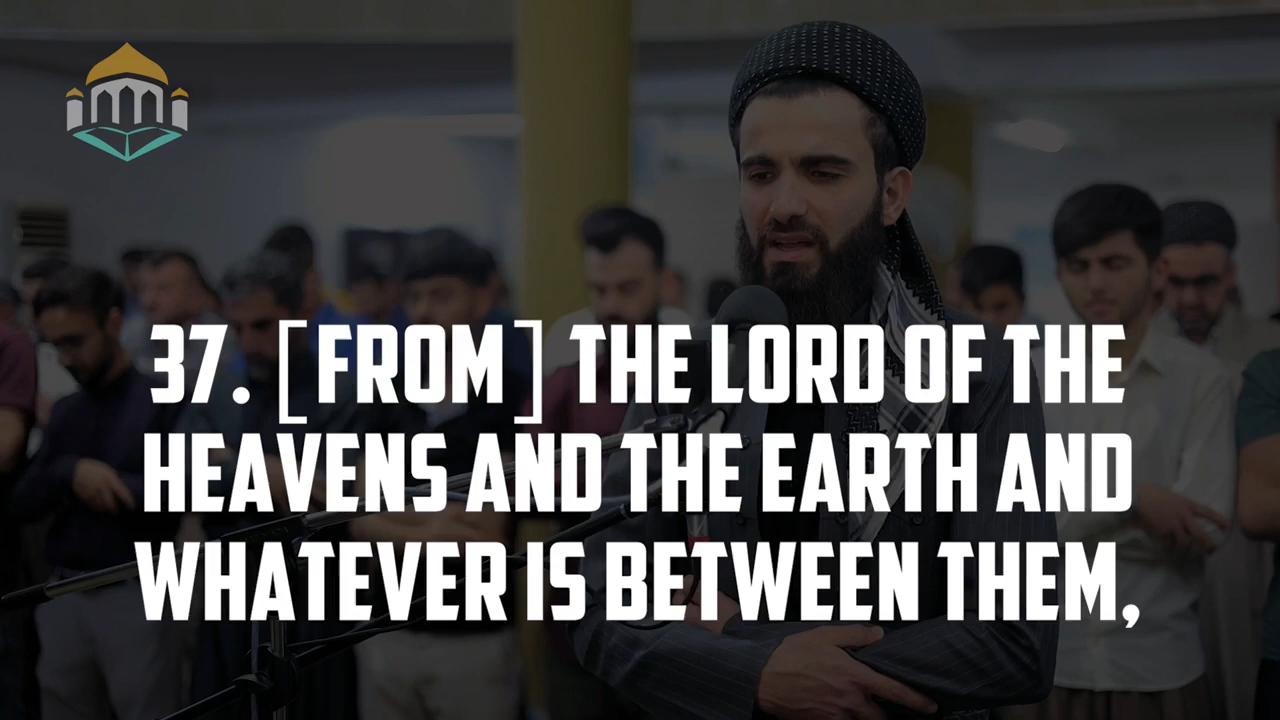 37. [FROM] THE LORD OF THE
HEAVENS AND THE EARTH AND
WHATEVER IS BETWEEN THEM,